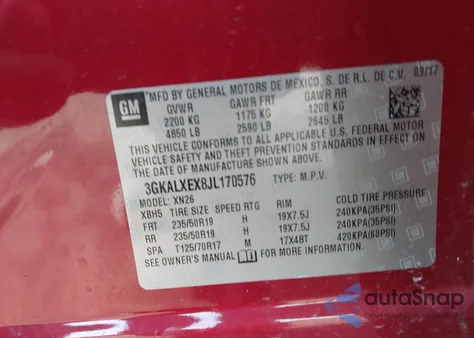 GM
MFD BY GENERAL MOTORS DE MEXICO, S. DE R.L. DE C.V. 09/17
GVWR GAWR FRT GAWR RR
2200 KG 1175 KG 1200 KG
4850 LB 2590 LB 2645 LB
THIS VEHICLE CONFORMS TO ALL APPLICABLE U.S. FEDERAL MOTOR
VEHICLE SAFETY, BUMPER, AND THEFT PREVENTION STANDARDS IN EFFECT ON
THE DATE OF MANUFACTURE SHOWN ABOVE.
3GKALXEX8JL170576 TYPE: M.P.V.
MODEL: XN26
XBH5 TIRE SIZE SPEED RTG RIM COLD TIRE PRESSURE
FRT 235/50R19 H 19X7.5J 240KPA(35PSI)
RR 235/50R19 H 19X7.5J 240KPA(35PSI)
SPA T125/70R17 M 17X4BT 420KPA(60PSI)
SEE OWNER'S MANUAL FOR MORE INFORMATION.
autoSnap